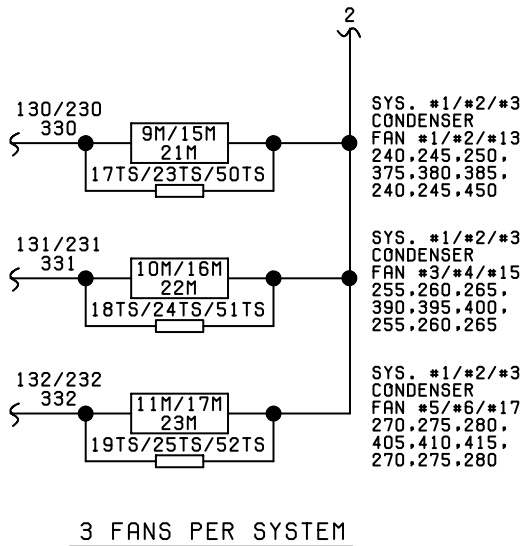 2
130/230
330
9M/15M
21M
17TS/23TS/50TS
SYS. #1/#2/#3
CONDENSER
FAN #1/#2/#13
240,245,250,
375,380,385,
240,245,450
131/231
331
10M/16M
22M
18TS/24TS/51TS
SYS. #1/#2/#3
CONDENSER
FAN #3/#4/#15
255,260,265,
390,395,400,
255,260,265
132/232
332
11M/17M
23M
19TS/25TS/52TS
SYS. #1/#2/#3
CONDENSER
FAN #5/#6/#17
270,275,280,
405,410,415,
270,275,280
3 FANS PER SYSTEM